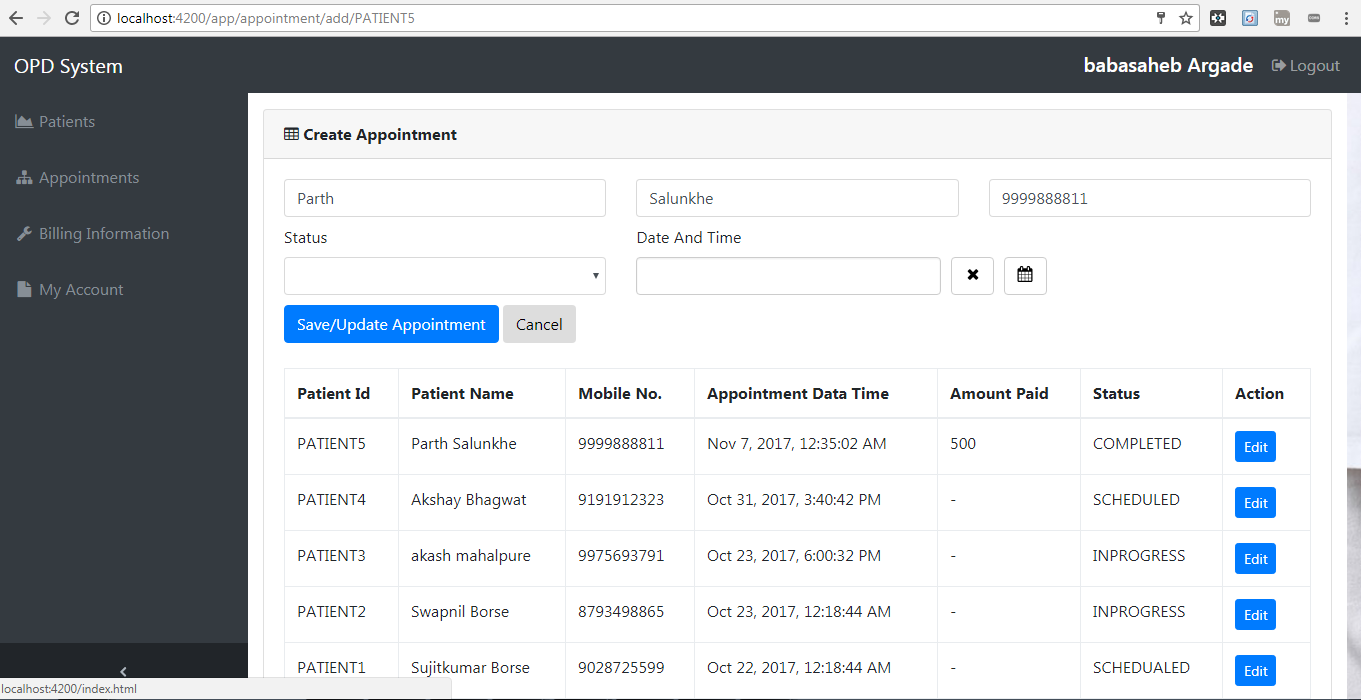 localhost:4200/app/appointment/add/PATIENT5
OPD System
babasaheb Argade
Logout
Patients
Appointments
Billing Information
My Account
Create Appointment
Parth
Salunkhe
9999888811
Status
Date And Time
Save/Update Appointment
Cancel
Patient Id Patient Name Mobile No. Appointment Data Time Amount Paid Status Action
PATIENT5 Parth Salunkhe 9999888811 Nov 7, 2017, 12:35:02 AM 500 COMPLETED Edit
PATIENT4 Akshay Bhagwat 9191912323 Oct 31, 2017, 3:40:42 PM - SCHEDULED Edit
PATIENT3 akash mahalpure 9975693791 Oct 23, 2017, 6:00:32 PM - INPROGRESS Edit
PATIENT2 Swapnil Borse 8793498865 Oct 23, 2017, 12:18:44 AM - INPROGRESS Edit
PATIENT1 Sujitkumar Borse 9028725599 Oct 22, 2017, 12:18:44 AM - SCHEDUALED Edit
localhost:4200/index.html